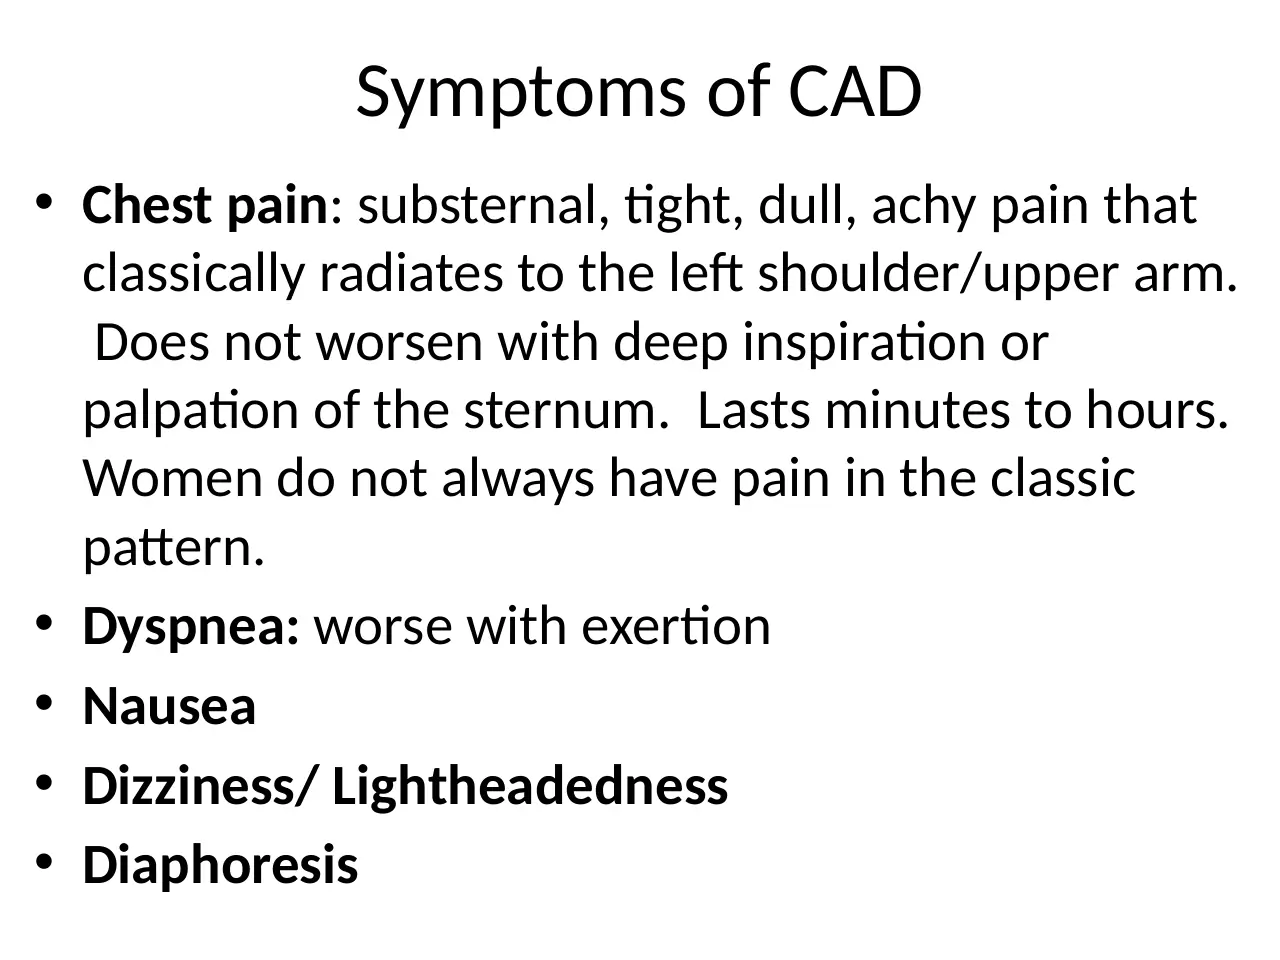 Symptoms of CAD
• Chest pain: substernal, tight, dull, achy pain that
classically radiates to the left shoulder/upper arm.
Does not worsen with deep inspiration or
palpation of the sternum.  Lasts minutes to hours.
Women do not always have pain in the classic
pattern.
• Dyspnea: worse with exertion
• Nausea
• Dizziness/ Lightheadedness
• Diaphoresis